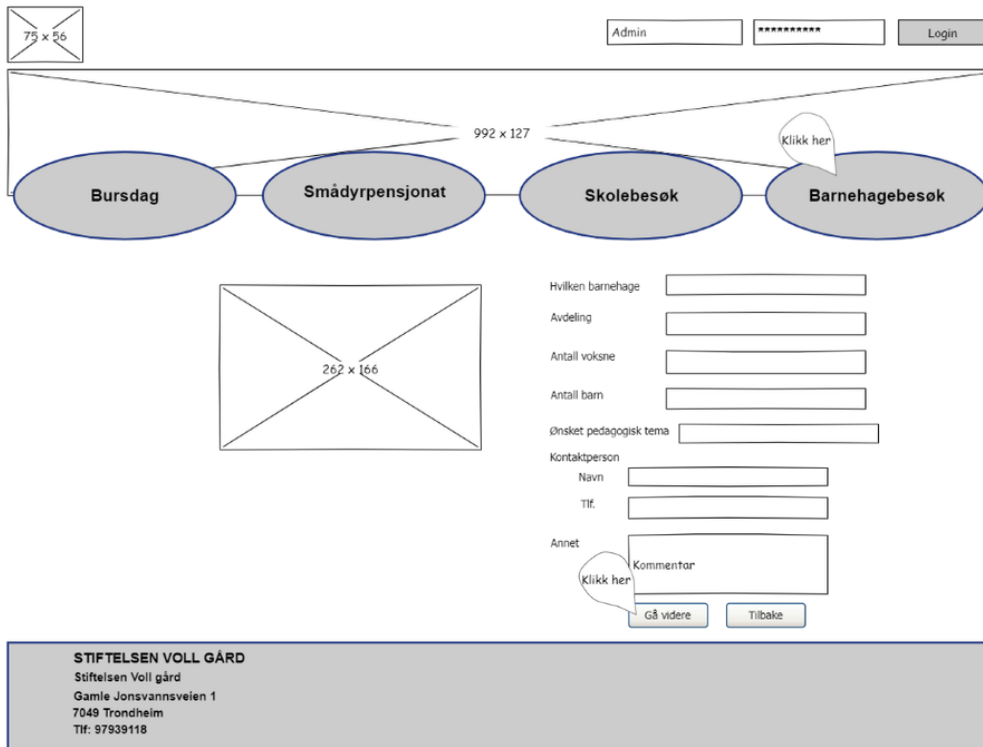 75 x 56
Admin
**********
Login
992 x 127
Klikk her
Bursdag
Smådyrpensjonat
Skolebesøk
Barnehagebesøk
262 x 166
Hvilken barnehage
Avdeling
Antall voksne
Antall barn
Ønsket pedagogisk tema
Kontaktperson
Navn
Tlf.
Annet
Kommentar
Klikk her
Gå videre
Tilbake
STIFTELSEN VOLL GÅRD
Stiftelsen Voll gård
Gamle Jonsvannsveien 1
7049 Trondheim
Tlf: 97939118